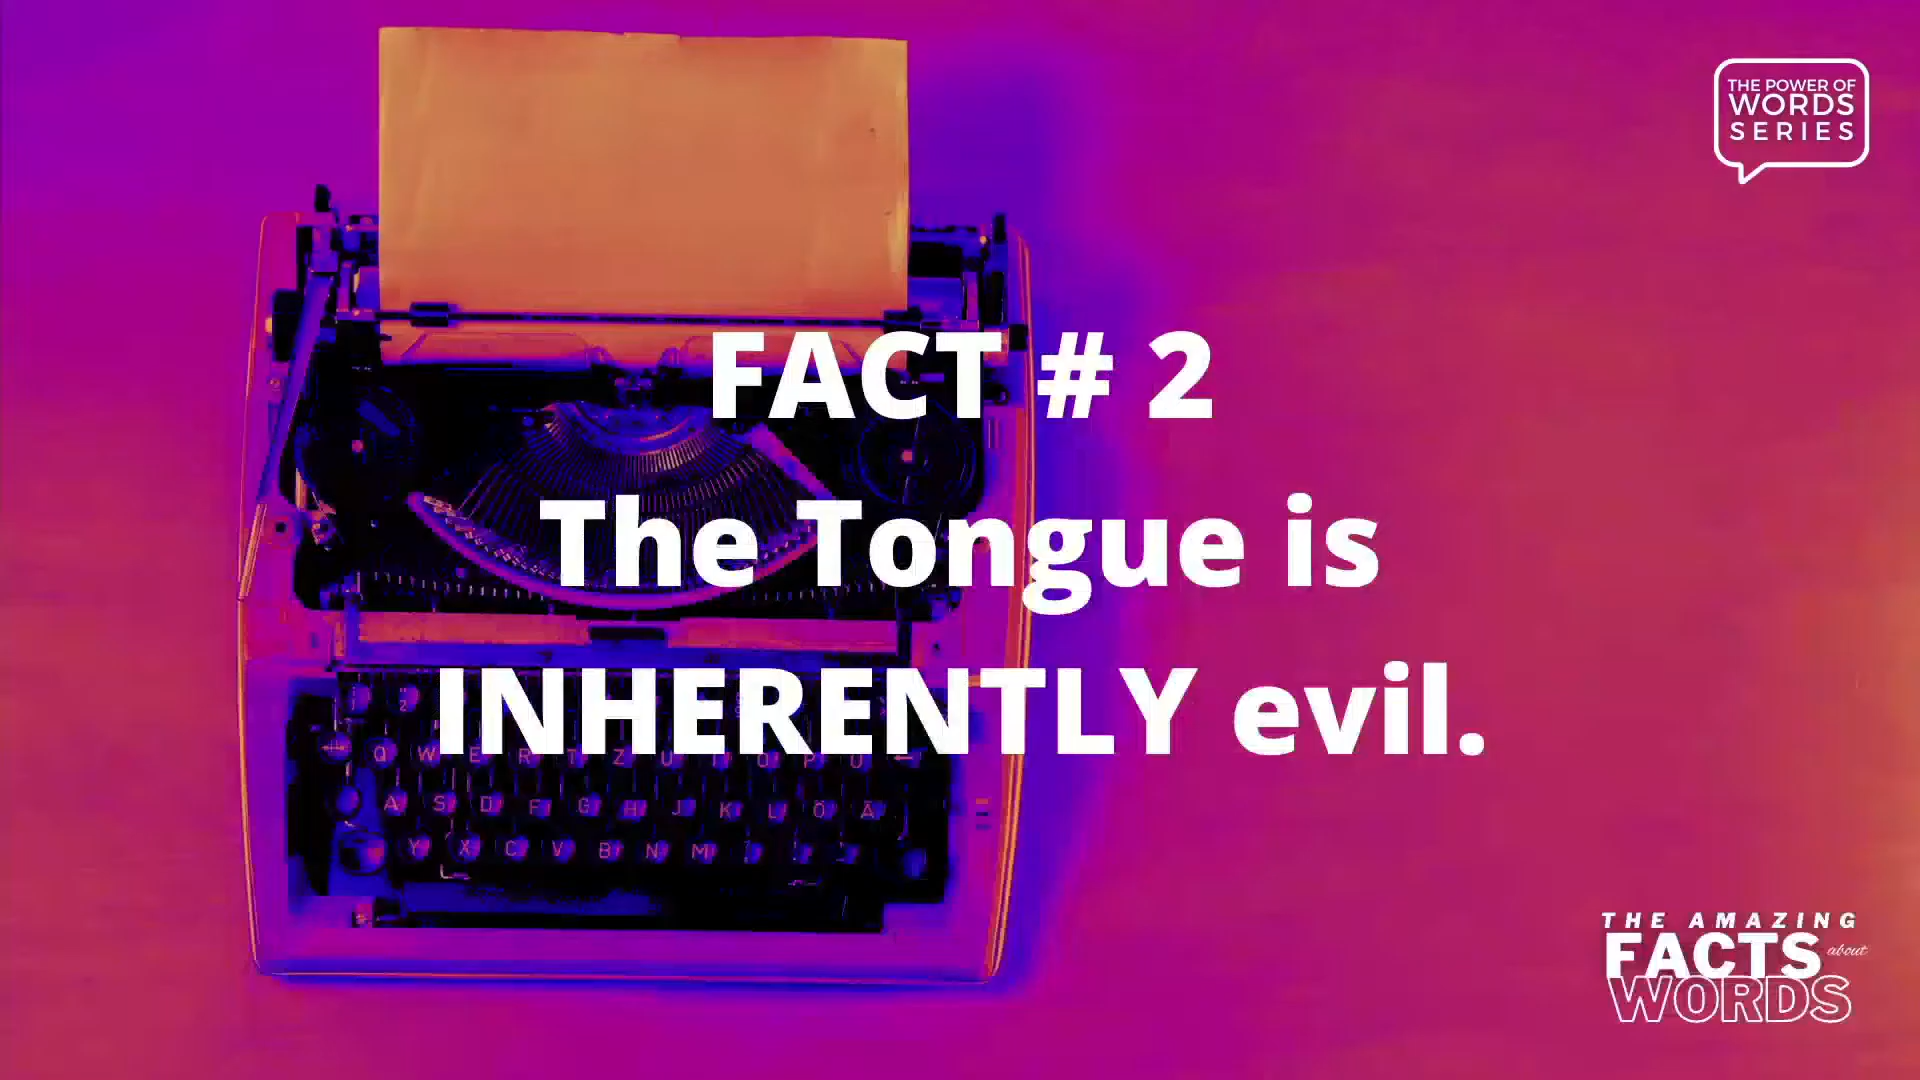 THE POWER OF
WORDS
SERIES
FACT # 2
The Tongue is
INHERENTLY evil.
Q W E R T Z U I O P Ü
A S D F G H J K L Ö Ä
Y X C V B N M
THE AMAZING
FACTS about
WORDS